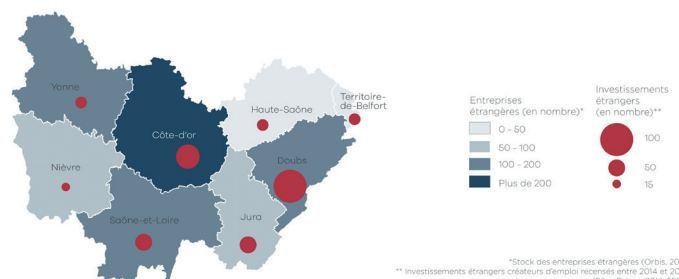 Yonne
Côte-d'or
Haute-Saône
Territoire-
de-Belfort
Nièvre
Doubs
Saône-et-Loire
Jura
Entreprises
étrangères (en nombre)*
0 - 50
50 - 100
100 - 200
Plus de 200
Investissements
étrangers
(en nombre)**
100
50
15
*Stock des entreprises étrangères (Orbis, 20
** Investissements étrangers créateurs d'emploi recensés entre 2014 et 20